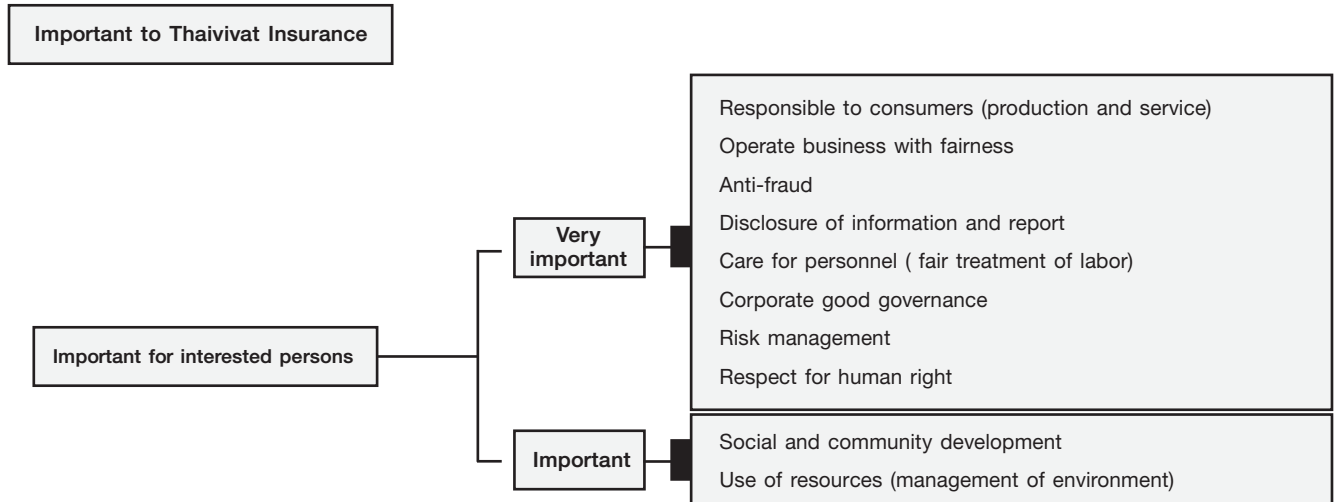 Important to Thaivivat Insurance
Responsible to consumers (production and service)
Operate business with fairness
Anti-fraud
Disclosure of information and report
Care for personnel ( fair treatment of labor)
Corporate good governance
Risk management
Respect for human right
Very
important
Important for interested persons
Important
Social and community development
Use of resources (management of environment)